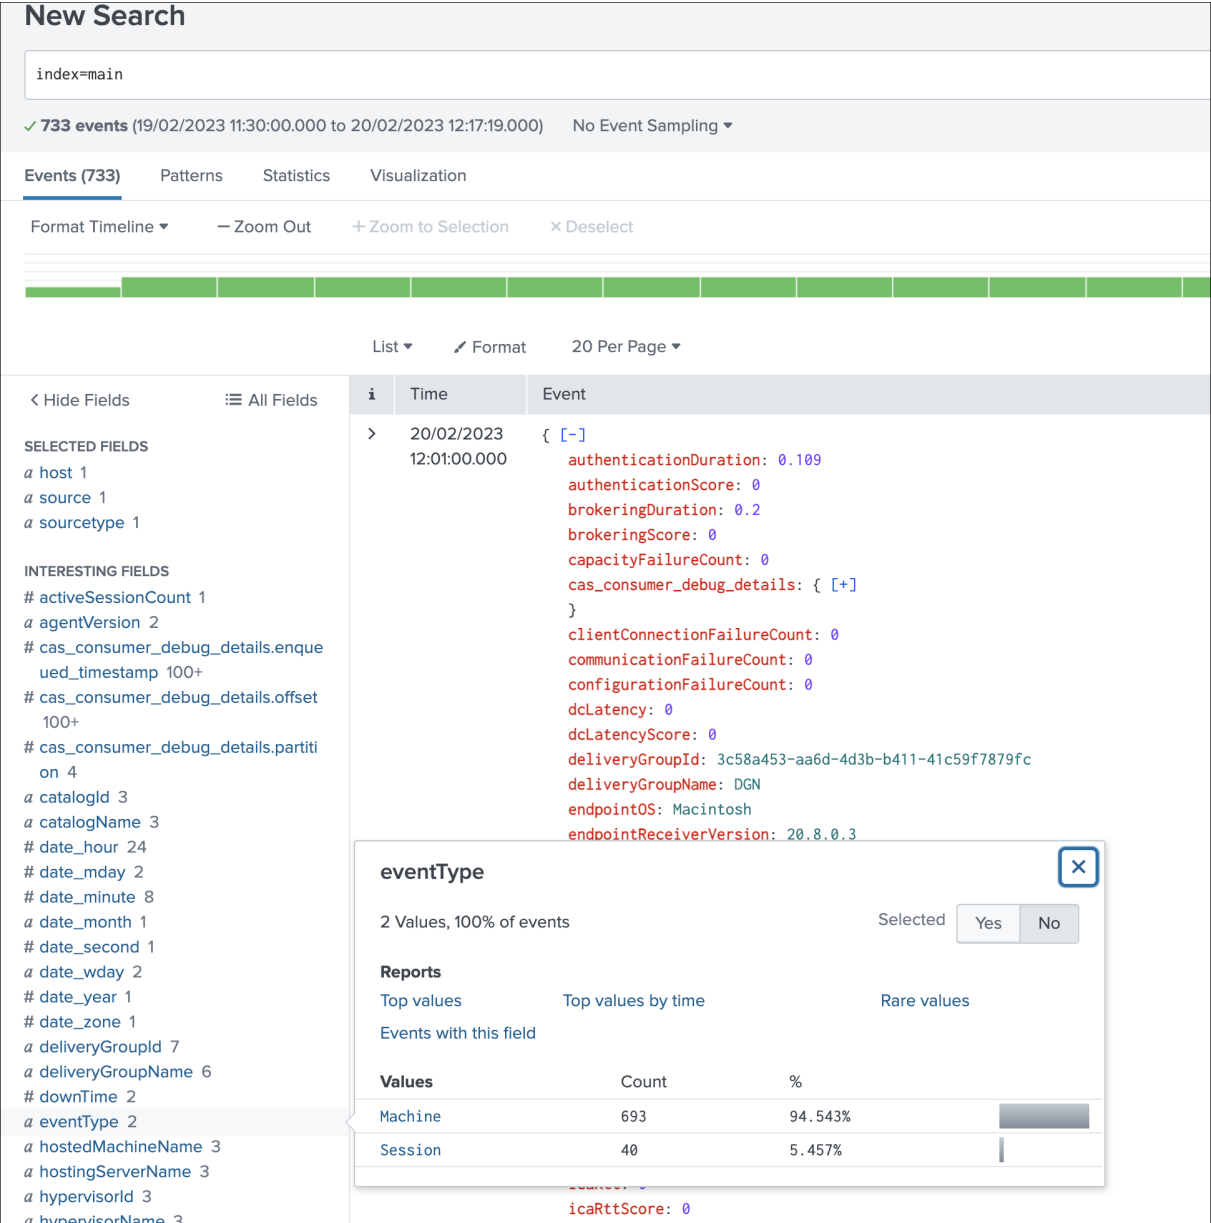 New Search
index=main
733 events (19/02/2023 11:30:00.000 to 20/02/2023 12:17:19.000) No Event Sampling
Events (733) Patterns Statistics Visualization
Format Timeline — Zoom Out + Zoom to Selection × Deselect
List Format 20 Per Page
< Hide Fields All Fields
i Time Event
SELECTED FIELDS
a host 1
a source 1
a sourcetype 1
INTERESTING FIELDS
# activeSessionCount 1
a agentVersion 2
# cas_consumer_debug_details.enque
ued_timestamp 100+
# cas_consumer_debug_details.offset
100+
# cas_consumer_debug_details.partiti
on 4
a catalogId 3
a catalogName 3
# date_hour 24
# date_mday 2
# date_minute 8
a date_month 1
# date_second 1
a date_wday 2
# date_year 1
# date_zone 1
a deliveryGroupId 7
a deliveryGroupName 6
# downTime 2
a eventType 2
a hostedMachineName 3
a hostingServerName 3
a hypervisorId 3
a hypervisorName 3
> 20/02/2023
12:01:00.000
{ [-]
authenticationDuration: 0.109
authenticationScore: 0
brokeringDuration: 0.2
brokeringScore: 0
capacityFailureCount: 0
cas_consumer_debug_details: { [+]
}
clientConnectionFailureCount: 0
communicationFailureCount: 0
configurationFailureCount: 0
dcLatency: 0
dcLatencyScore: 0
deliveryGroupId: 3c58a453-aa6d-4d3b-b411-41c59f7879fc
deliveryGroupName: DGN
endpointOS: Macintosh
endpointReceiverVersion: 20.8.0.3
eventType
2 Values, 100% of events
Selected Yes No
Reports
Top values Top values by time Rare values
Events with this field
Values Count %
Machine 693 94.543%
Session 40 5.457%
icaRttScore: 0